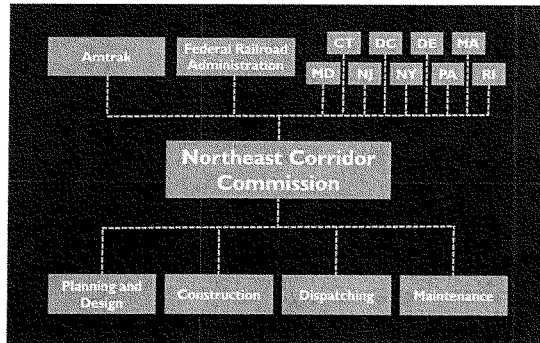 CT DC DE MA
Amtrak
Federal Railroad
Administration
MD NJ NY PA RI
Northeast Corridor
Commission
Planning and
Design
Construction
Dispatching
Maintenance